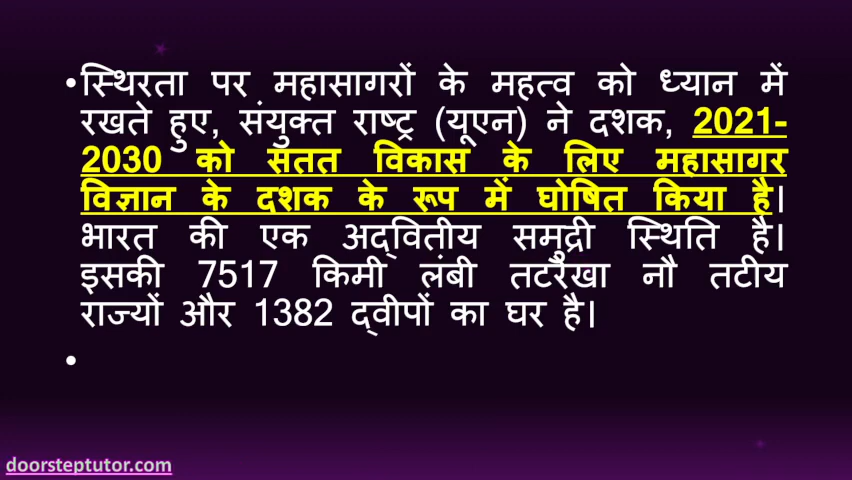 •स्थिरता पर महासागरों के महत्व को ध्यान में
रखते हुए, संयुक्त राष्ट्र (यूएन) ने दशक, 2021-
2030 को सतत विकास के लिए महासागर
विज्ञान के दशक के रूप में घोषित किया है।
भारत की एक अद्वितीय समुद्री स्थिति है।
इसकी 7517 किमी लंबी तटरेखा नौ तटीय
राज्यों और 1382 द्वीपों का घर है।
•
doorsteptutor.com